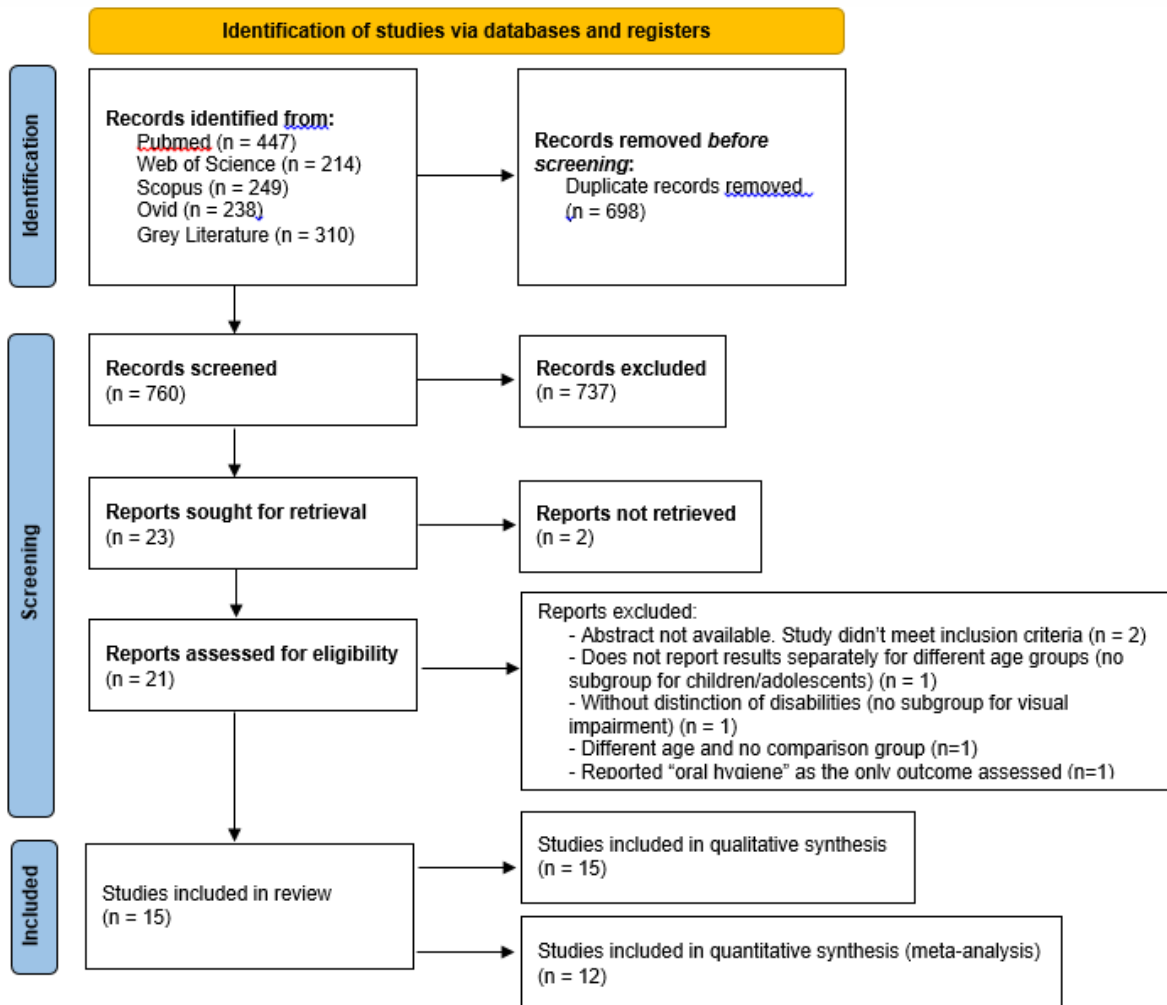 Identification of studies via databases and registers
Identification
Records identified from:
Pubmed (n = 447)
Web of Science (n = 214)
Scopus (n = 249)
Ovid (n = 238)
Grey Literature (n = 310)
Records removed before
screening:
Duplicate records removed
(n = 698)
Screening
Records screened
(n = 760)
Records excluded
(n = 737)
Reports sought for retrieval
(n = 23)
Reports not retrieved
(n = 2)
Reports assessed for eligibility
(n = 21)
Reports excluded:
- Abstract not available. Study didn’t meet inclusion criteria (n = 2)
- Does not report results separately for different age groups (no
subgroup for children/adolescents) (n = 1)
- Without distinction of disabilities (no subgroup for visual
impairment) (n = 1)
- Different age and no comparison group (n=1)
- Reported “oral hygiene” as the only outcome assessed (n=1)
Included
Studies included in review
(n = 15)
Studies included in qualitative synthesis
(n = 15)
Studies included in quantitative synthesis (meta-analysis)
(n = 12)